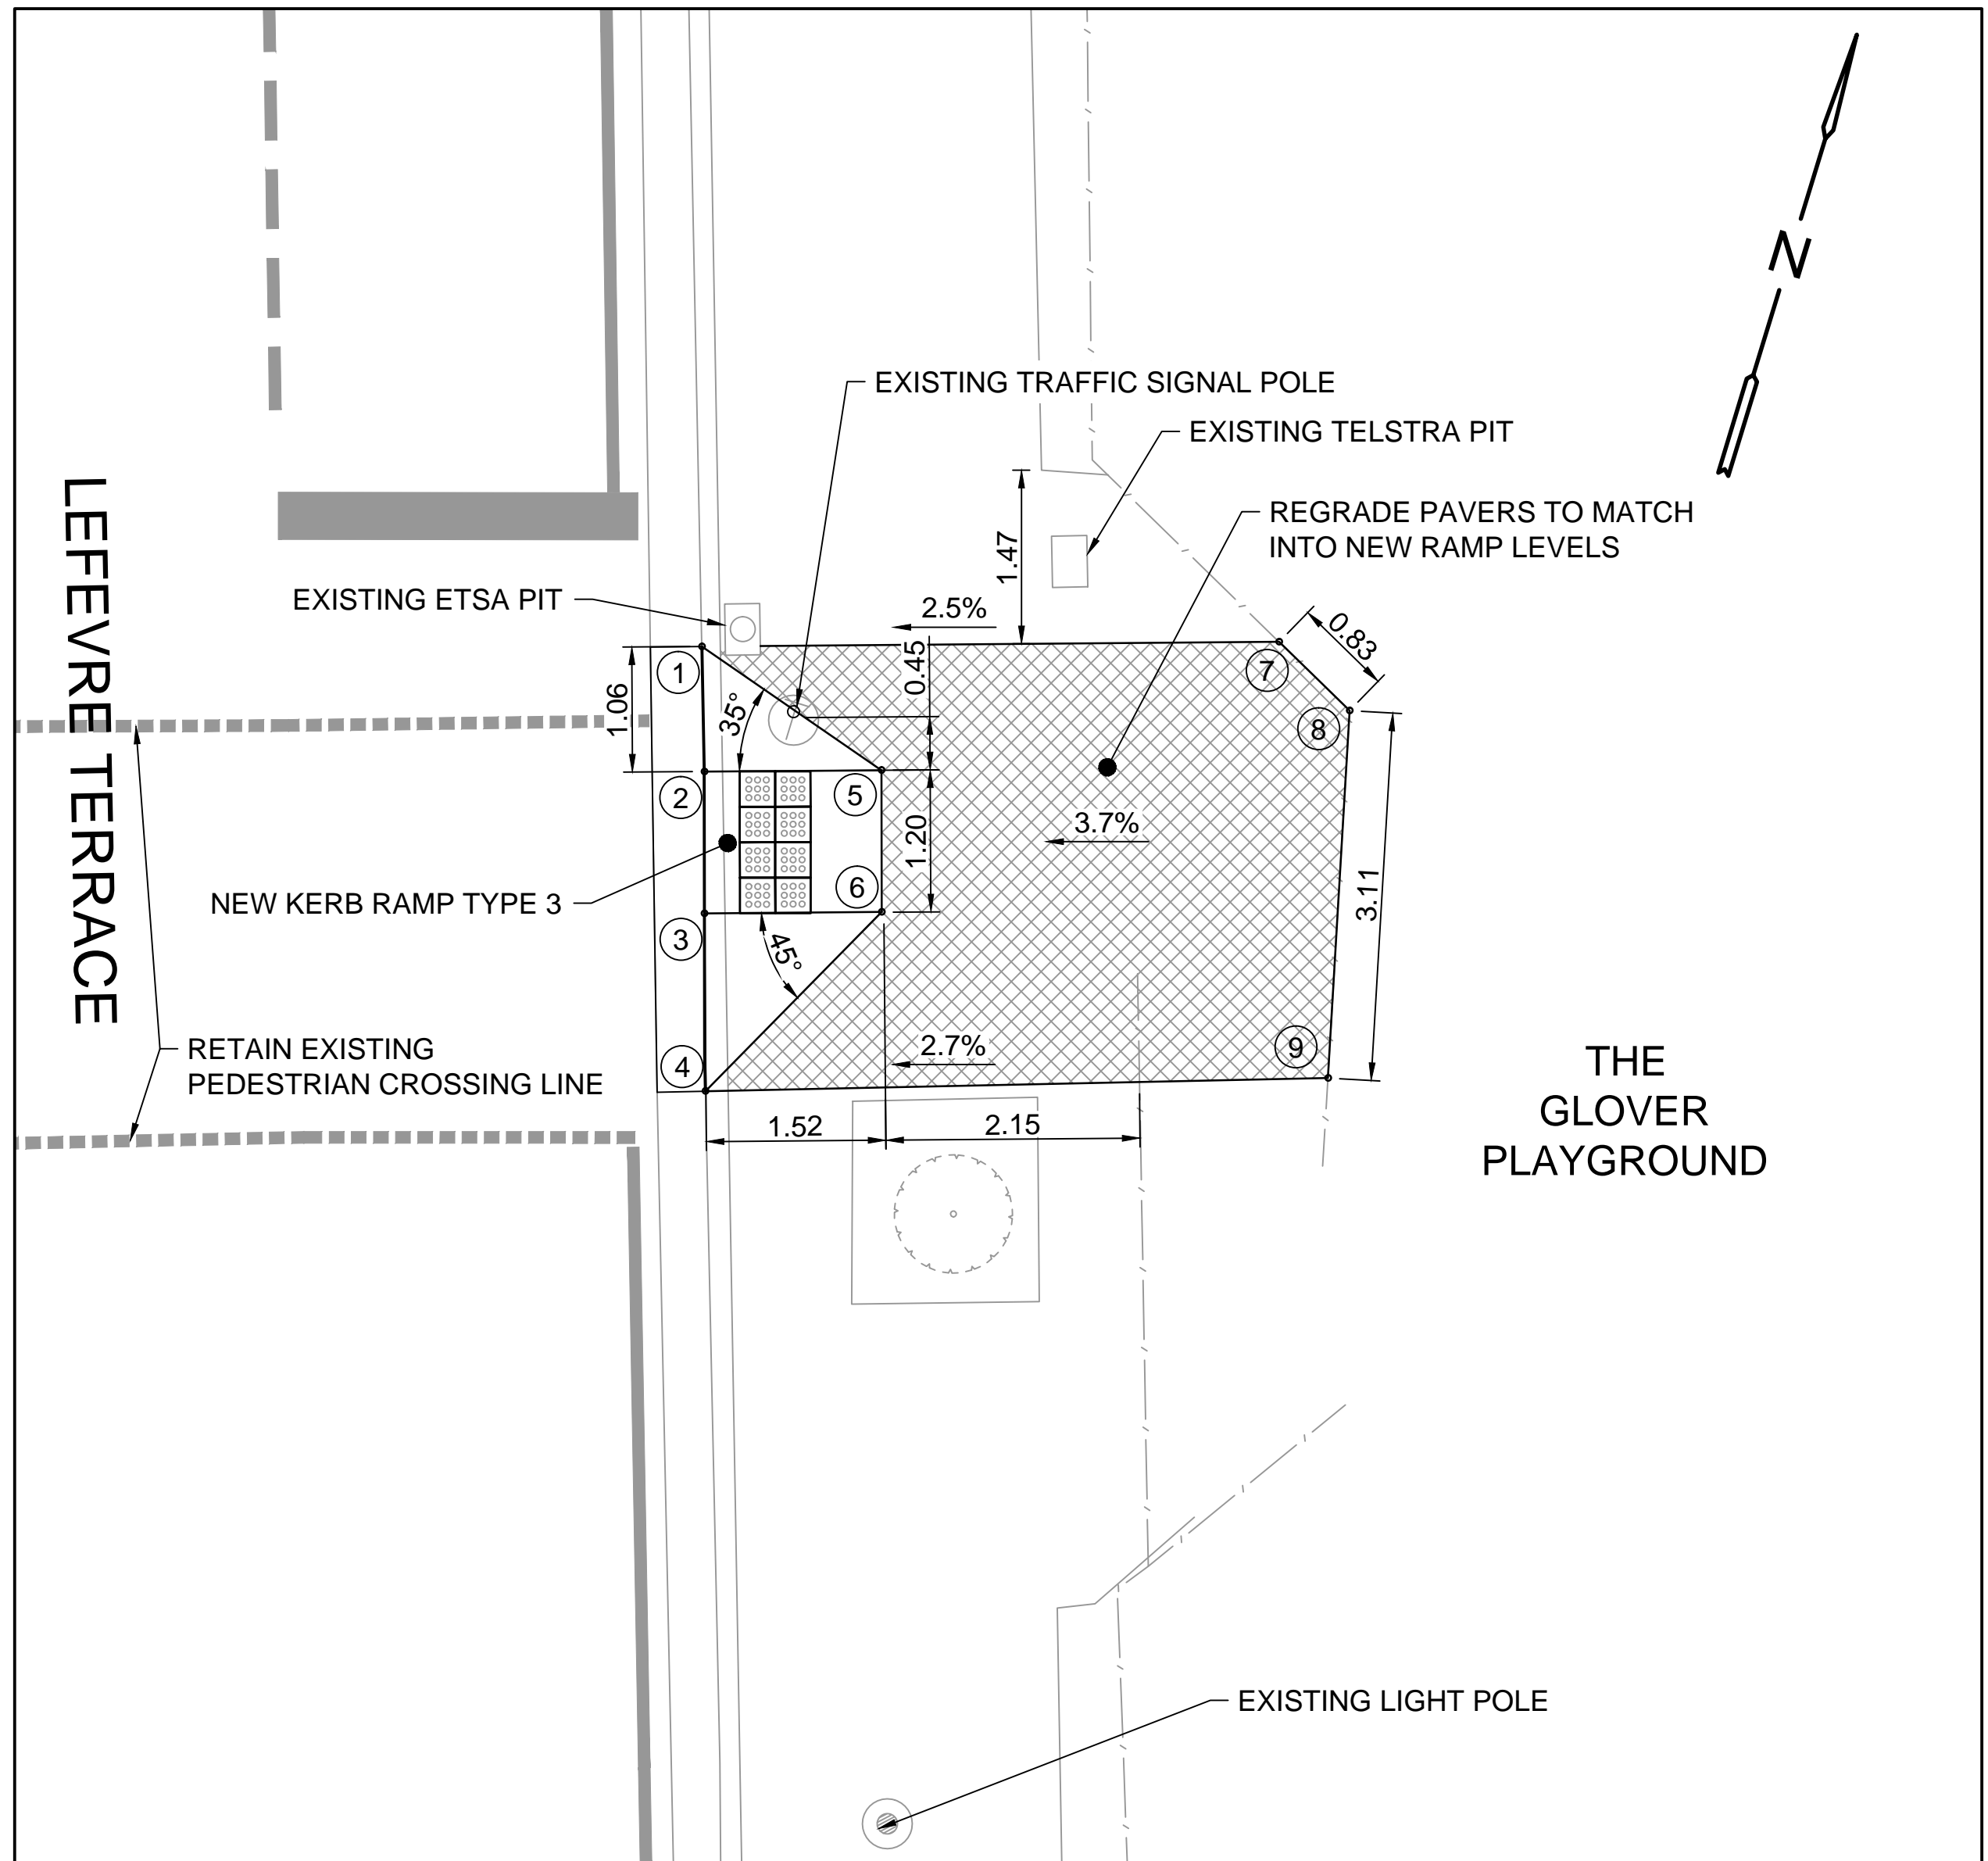 N
EXISTING TRAFFIC SIGNAL POLE
EXISTING TELSTRA PIT
REGRADE PAVERS TO MATCH
INTO NEW RAMP LEVELS
1.47
EXISTING ETSA PIT
2.5%
0.83
0.45
1
7
1.06
35°
8
2
5
1.20
3.7%
6
NEW KERB RAMP TYPE 3
3.11
3
45°
LEFEVRE TERRACE
4
2.7%
9
RETAIN EXISTING
PEDESTRIAN CROSSING LINE
1.52
2.15
THE
GLOVER
PLAYGROUND
EXISTING LIGHT POLE